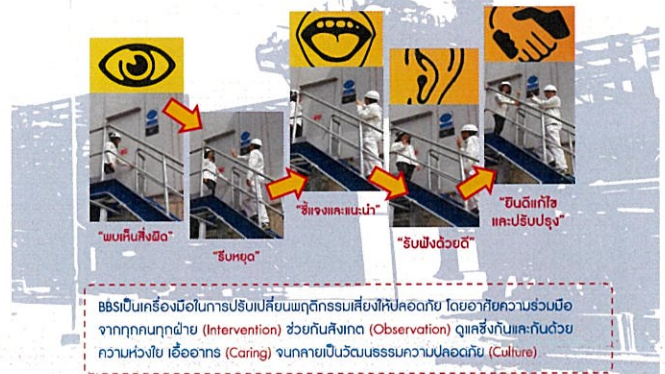 "พบเห็นสิ่งผิด"
"รีบหยุด"
"ชี้แจงและแนะนำ"
"รับฟังด้วยดี"
"ยินดีแก้ไข
และปรับปรุง"
BBSเป็นเครื่องมือในการปรับเปลี่ยนพฤติกรรมเสี่ยงให้ปลอดภัย โดยอาศัยความร่วมมือ
จากทุกคนทุกฝ่าย (Intervention) ช่วยกันสังเกต (Observation) ดูแลซึ่งกันและกันด้วย
ความห่วงใย เอื้ออาทร (Caring) จนกลายเป็นวัฒนธรรมความปลอดภัย (Culture)